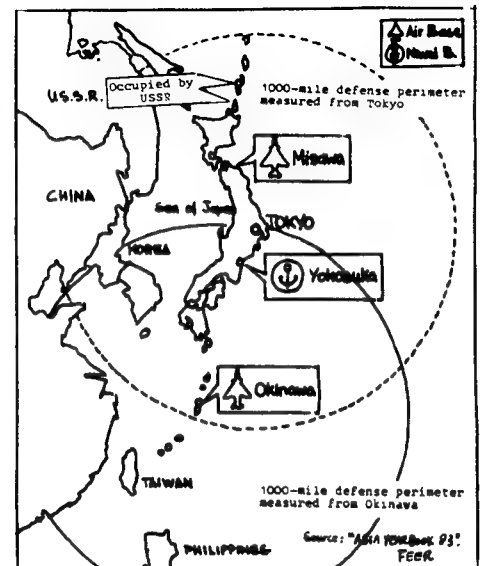 Air Base
Naval B.
Occupied by
USSR
U.S.S.R.
1000-mile defense perimeter
measured from Tokyo
Misawa
CHINA
Sea of Japan
TOKYO
KOREA
Yokosuka
Okinawa
TAIWAN
1000-mile defense perimeter
measured from Okinawa
Source: "ASIA YEARBOOK 83".
FEER
PHILIPPINES